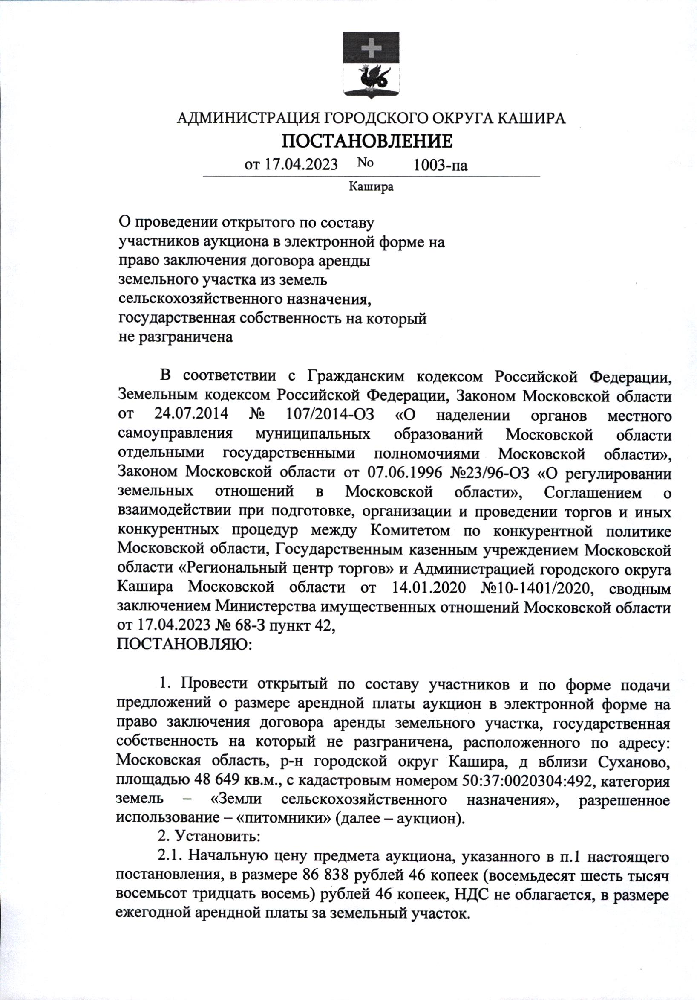 АДМИНИСТРАЦИЯ ГОРОДСКОГО ОКРУГА КАШИРА
ПОСТАНОВЛЕНИЕ
от 17.04.2023 No 1003-па
Кашира
О проведении открытого по составу
участников аукциона в электронной форме на
право заключения договора аренды
земельного участка из земель
сельскохозяйственного назначения,
государственная собственность на который
не разграничена
В соответствии с Гражданским кодексом Российской Федерации,
Земельным кодексом Российской Федерации, Законом Московской области
от 24.07.2014 № 107/2014-ОЗ «О наделении органов местного
самоуправления муниципальных образований Московской области
отдельными государственными полномочиями Московской области»,
Законом Московской области от 07.06.1996 №23/96-ОЗ «О регулировании
земельных отношений в Московской области», Соглашением о
взаимодействии при подготовке, организации и проведении торгов и иных
конкурентных процедур между Комитетом по конкурентной политике
Московской области, Государственным казенным учреждением Московской
области «Региональный центр торгов» и Администрацией городского округа
Кашира Московской области от 14.01.2020 №10-1401/2020, сводным
заключением Министерства имущественных отношений Московской области
от 17.04.2023 № 68-З пункт 42,
ПОСТАНОВЛЯЮ:
1. Провести открытый по составу участников и по форме подачи
предложений о размере арендной платы аукцион в электронной форме на
право заключения договора аренды земельного участка, государственная
собственность на который не разграничена, расположенного по адресу:
Московская область, р-н городской округ Кашира, д вблизи Суханово,
площадью 48 649 кв.м., с кадастровым номером 50:37:0020304:492, категория
земель – «Земли сельскохозяйственного назначения», разрешенное
использование – «питомники» (далее – аукцион).
2. Установить:
2.1. Начальную цену предмета аукциона, указанного в п.1 настоящего
постановления, в размере 86 838 рублей 46 копеек (восемьдесят шесть тысяч
восемьсот тридцать восемь) рублей 46 копеек, НДС не облагается, в размере
ежегодной арендной платы за земельный участок.